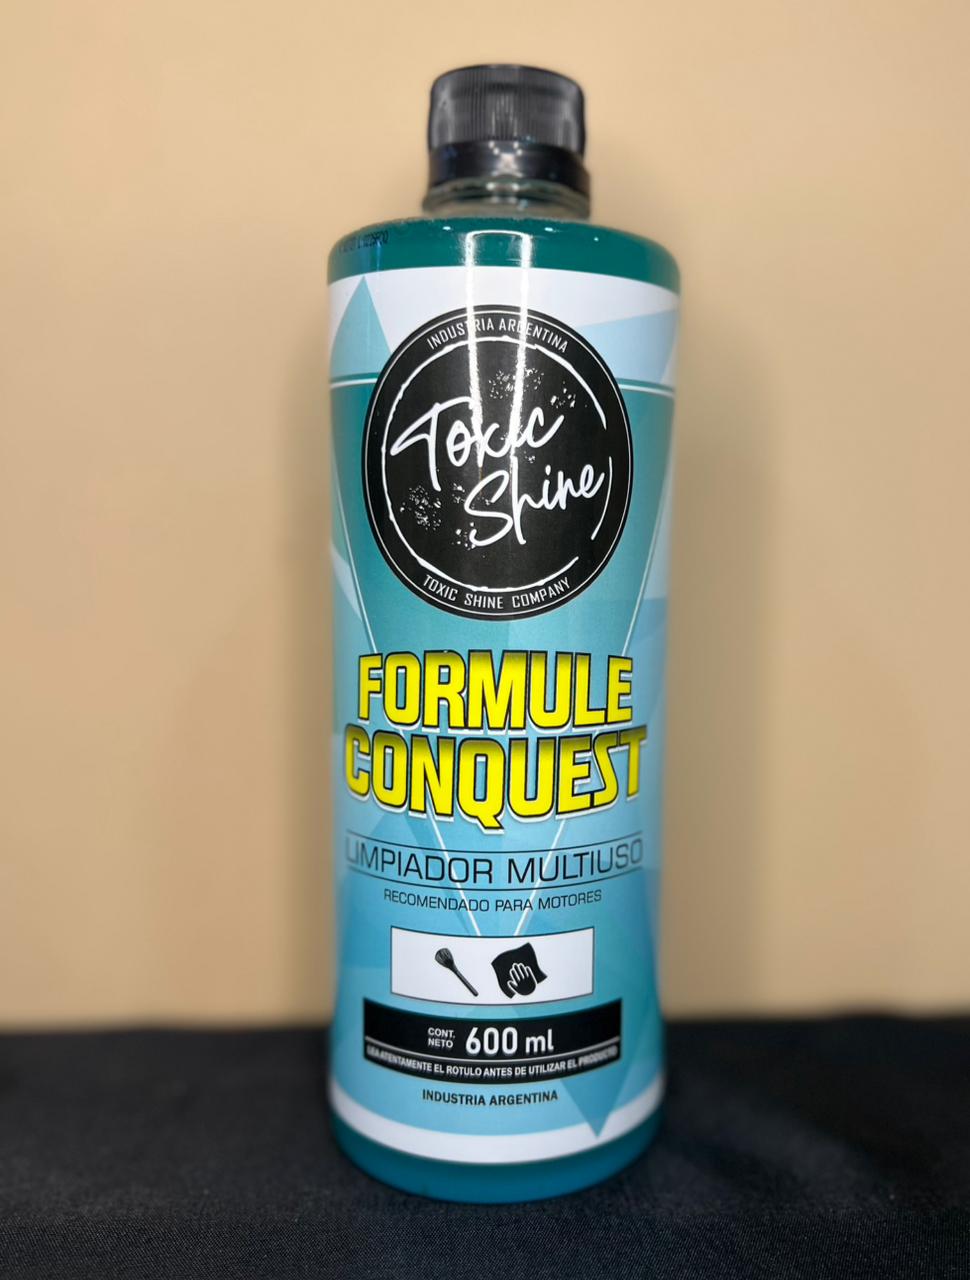 INDUSTRIA ARGENTINA
Toxic
Shine
TOXIC SHINE COMPANY
FORMULE
CONQUEST
LIMPIADOR MULTIUSO
RECOMENDADO PARA MOTORES
CONT. NETO 600 ml
LEA ATENTAMENTE EL ROTULO ANTES DE UTILIZAR EL PRODUCTO
INDUSTRIA ARGENTINA